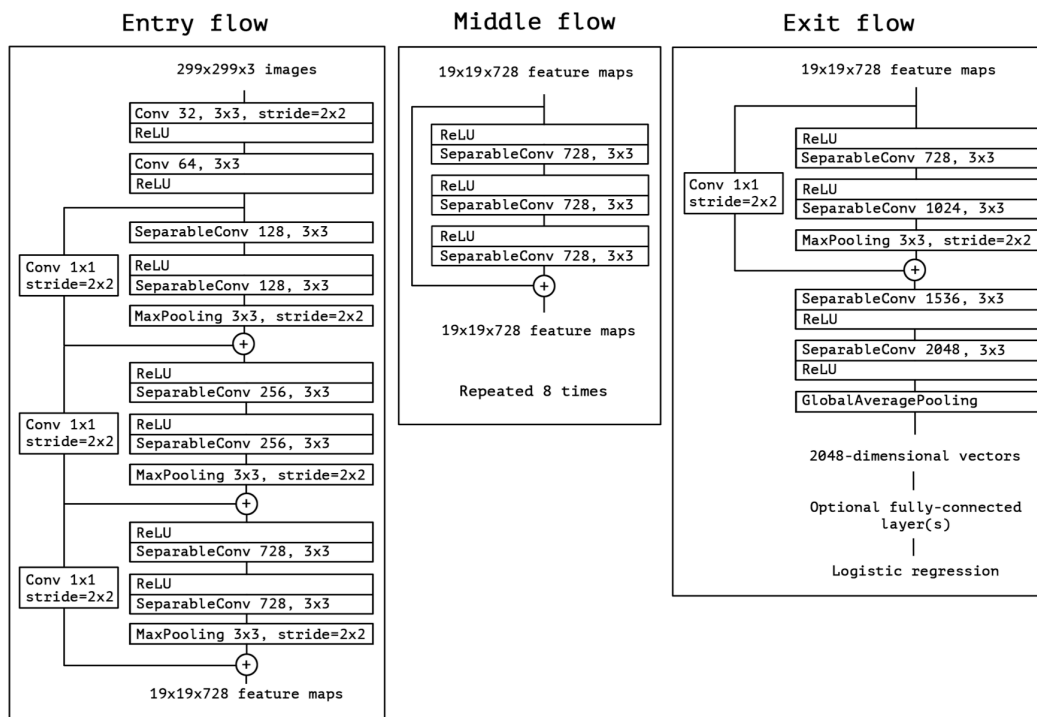 Entry flow
299x299x3 images
Conv 32, 3x3, stride=2x2
ReLU
Conv 64, 3x3
ReLU
SeparableConv 128, 3x3
Conv 1x1
stride=2x2
ReLU
SeparableConv 128, 3x3
MaxPooling 3x3, stride=2x2
+
ReLU
SeparableConv 256, 3x3
Conv 1x1
stride=2x2
ReLU
SeparableConv 256, 3x3
MaxPooling 3x3, stride=2x2
+
ReLU
SeparableConv 728, 3x3
Conv 1x1
stride=2x2
ReLU
SeparableConv 728, 3x3
MaxPooling 3x3, stride=2x2
+
19x19x728 feature maps
Middle flow
19x19x728 feature maps
ReLU
SeparableConv 728, 3x3
ReLU
SeparableConv 728, 3x3
ReLU
SeparableConv 728, 3x3
+
19x19x728 feature maps
Repeated 8 times
Exit flow
19x19x728 feature maps
ReLU
SeparableConv 728, 3x3
Conv 1x1
stride=2x2
ReLU
SeparableConv 1024, 3x3
MaxPooling 3x3, stride=2x2
+
SeparableConv 1536, 3x3
ReLU
SeparableConv 2048, 3x3
ReLU
GlobalAveragePooling
2048-dimensional vectors
Optional fully-connected
layer(s)
Logistic regression